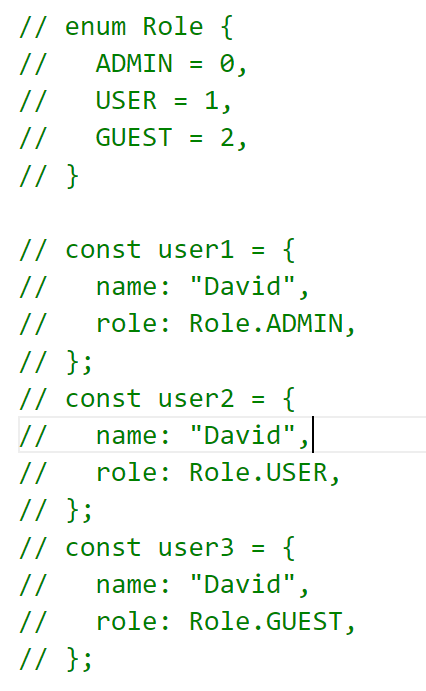 // enum Role {
//   ADMIN = 0,
//   USER = 1,
//   GUEST = 2,
// }

// const user1 = {
//   name: "David",
//   role: Role.ADMIN,
// };
// const user2 = {
//   name: "David",
//   role: Role.USER,
// };
// const user3 = {
//   name: "David",
//   role: Role.GUEST,
// };